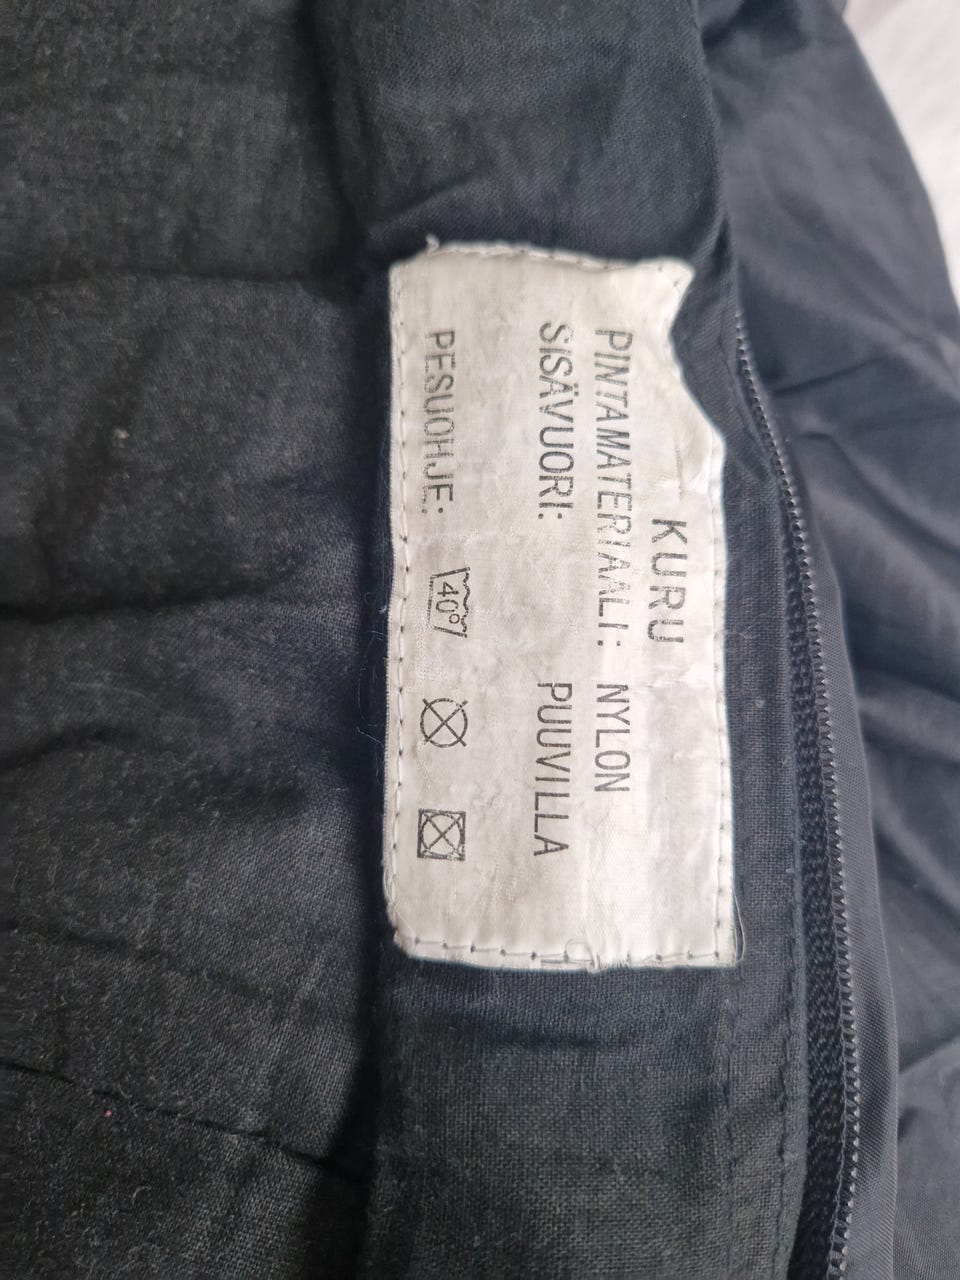 KURU
PINTAMATERIAALI: NYLON
SISÄVUORI: PUUVILLA
PESUOHJE: 40°